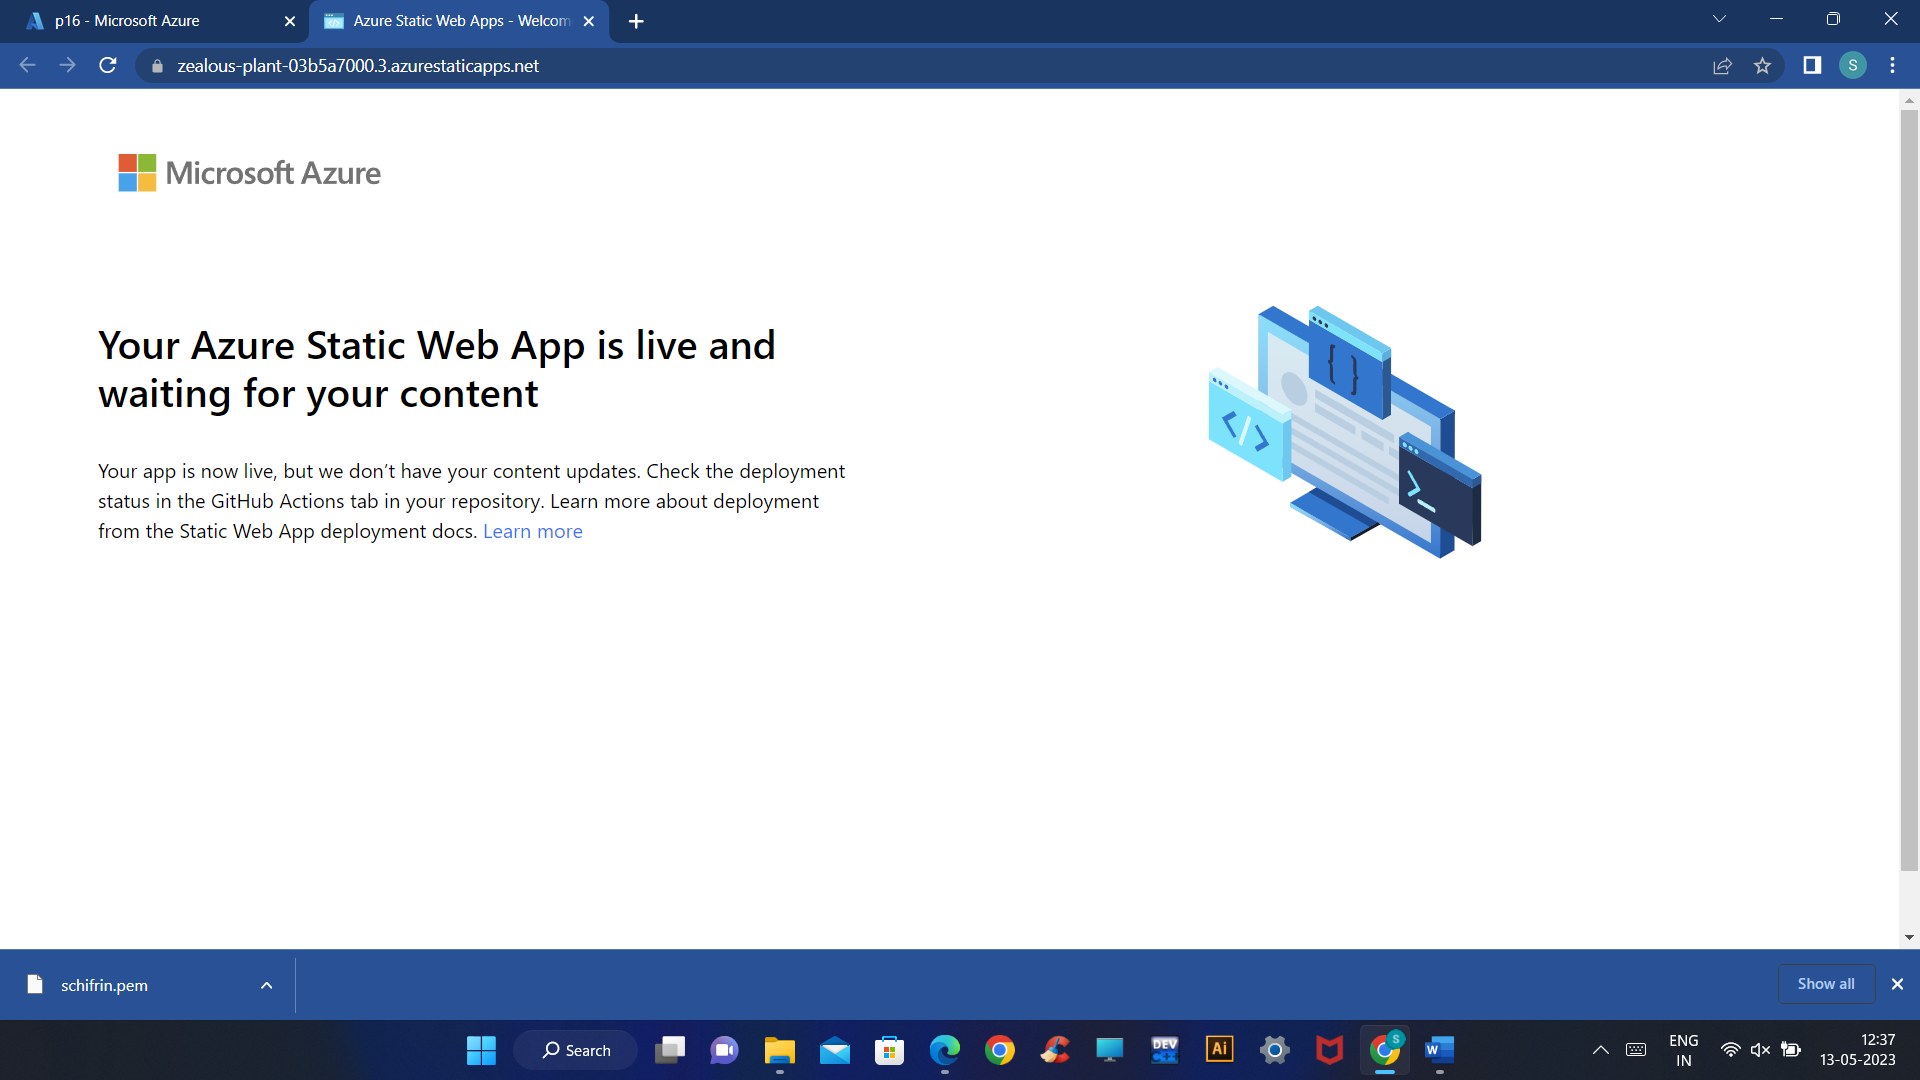 p16 - Microsoft Azure
Azure Static Web Apps - Welcom
zealous-plant-03b5a7000.3.azurestaticapps.net
S
Microsoft Azure
Your Azure Static Web App is live and
waiting for your content
Your app is now live, but we don’t have your content updates. Check the deployment
status in the GitHub Actions tab in your repository. Learn more about deployment
from the Static Web App deployment docs. Learn more
{ }
</>
>_
schifrin.pem
Show all
Search
DEV
C++
Ai
S
W
ENG
IN
12:37
13-05-2023